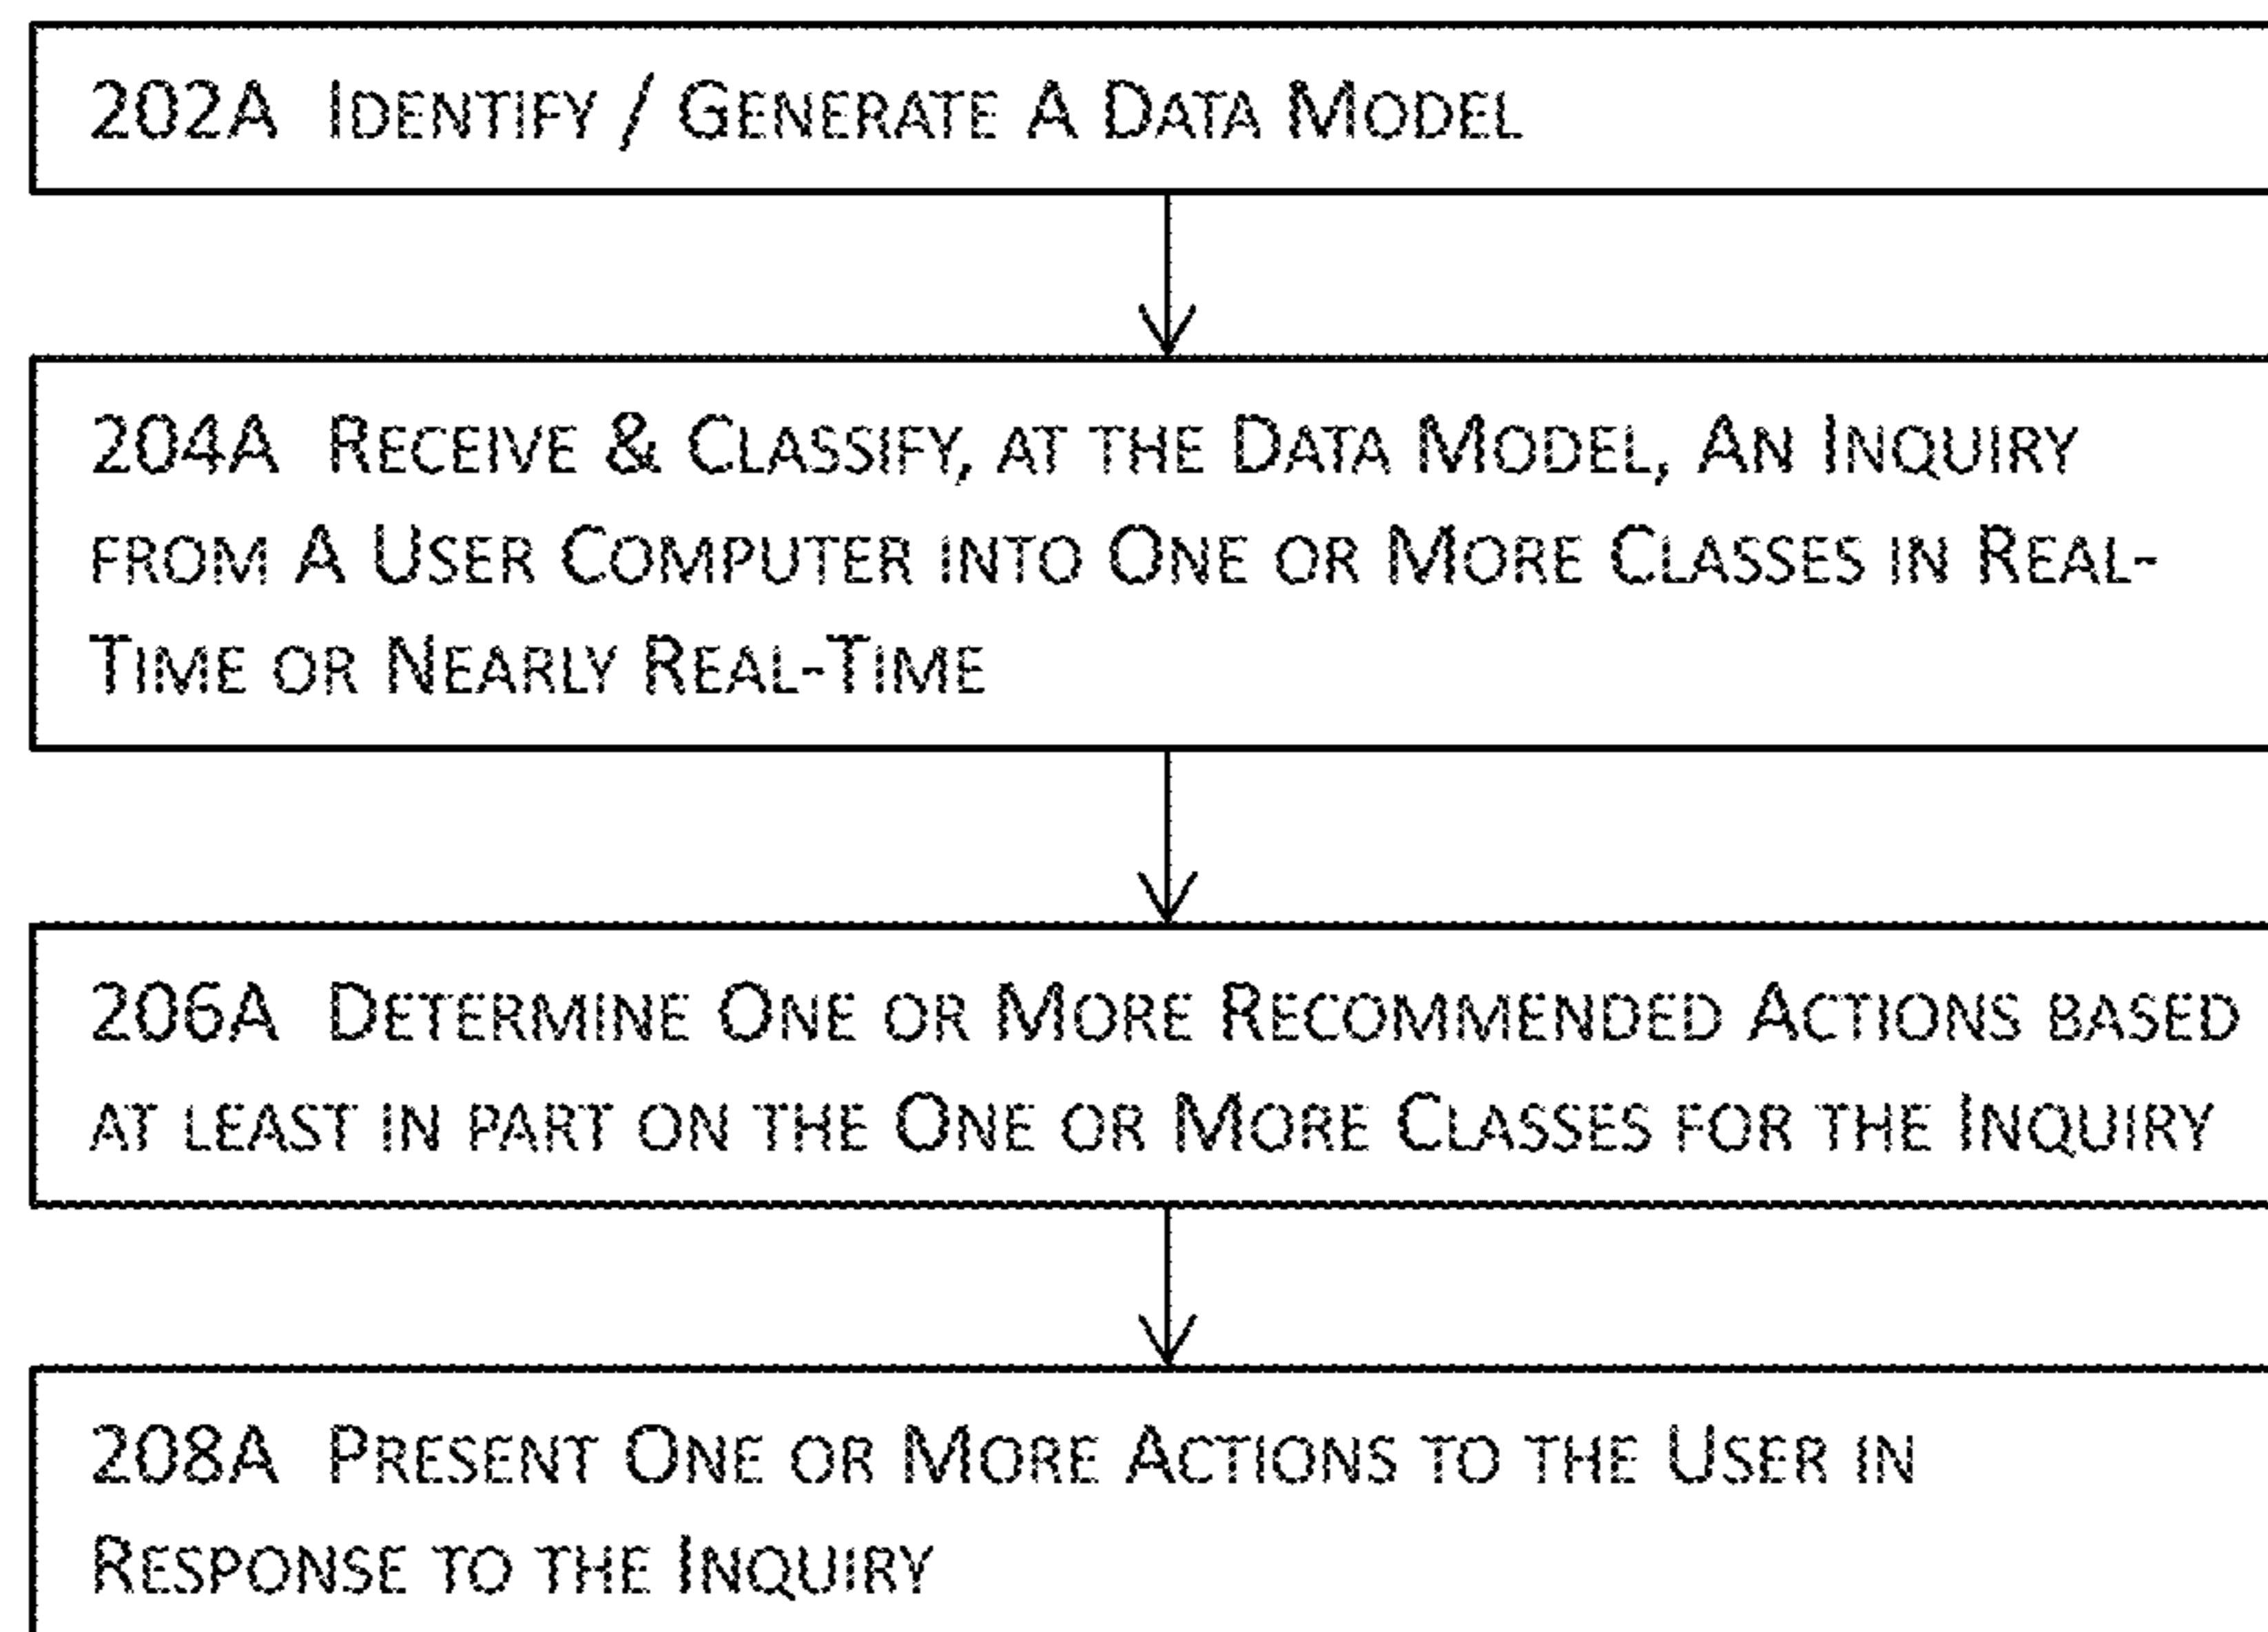 202A Identify / Generate A Data Model
204A Receive & Classify, at the Data Model, An Inquiry
from A User Computer into One or More Classes in Real-
Time or Nearly Real-Time
206A Determine One or More Recommended Actions based
at least in part on the One or More Classes for the Inquiry
208A Present One or More Actions to the User in
Response to the Inquiry